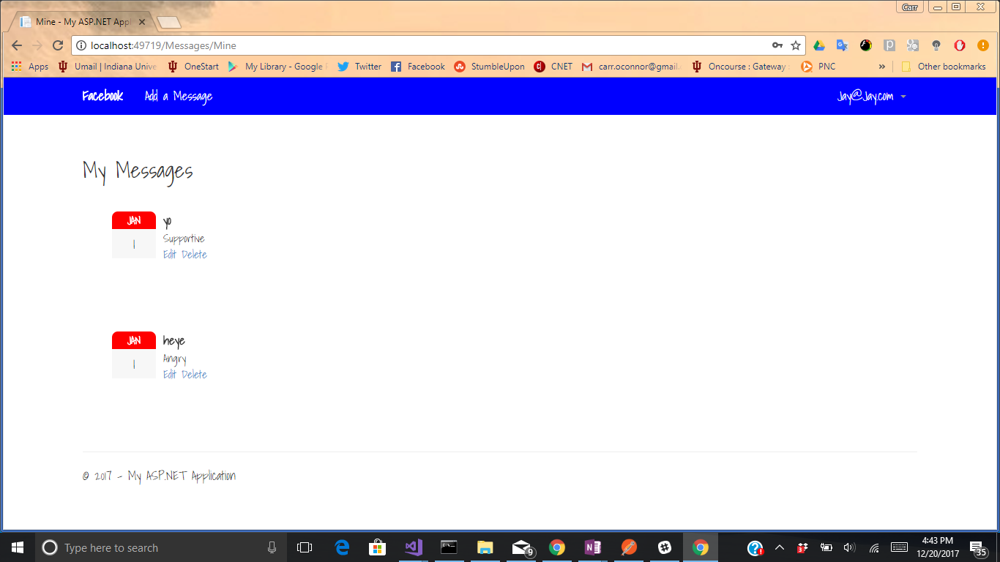 Carr
Mine - My ASP.NET Appl
localhost:49719/Messages/Mine
Apps Umail | Indiana Unive OneStart My Library - Google Twitter Facebook StumbleUpon CNET carr.oconnor@gmail. Oncourse : Gateway PNC » Other bookmarks
Facebook Add a Message Jay@Jay.com
My Messages
JAN
1
yo
Supportive
Edit Delete
JAN
1
heye
Angry
Edit Delete
© 2017 - My ASP.NET Application
Type here to search
9
4:43 PM
12/20/2017
35